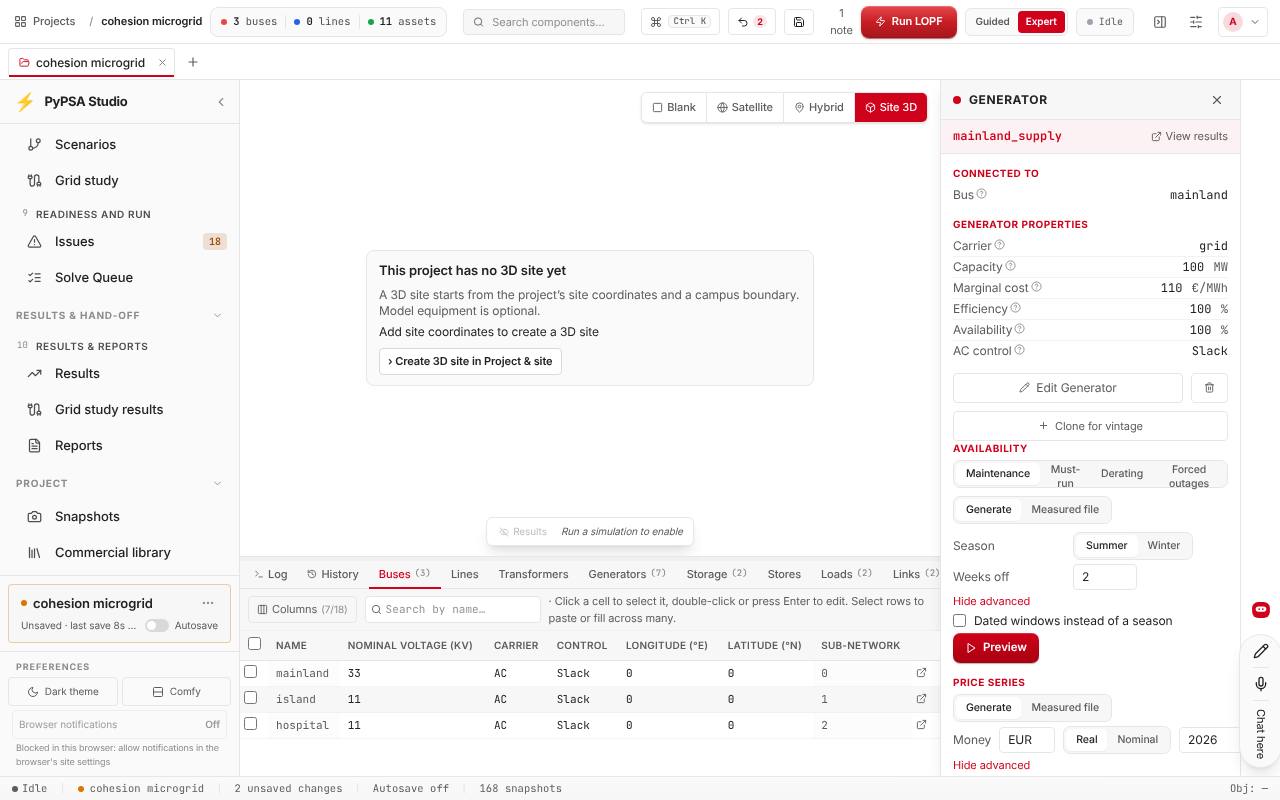 Projects / cohesion microgrid
3 buses 0 lines 11 assets
Search components...
Ctrl K
2
1 note
Run LOPF
Guided Expert
Idle
A
cohesion microgrid
PyPSA Studio
Scenarios
Grid study
9 READINESS AND RUN
Issues 18
Solve Queue
RESULTS & HAND-OFF
10 RESULTS & REPORTS
Results
Grid study results
Reports
PROJECT
Snapshots
Commercial library
cohesion microgrid
Unsaved · last save 8s ... Autosave
PREFERENCES
Dark theme Comfy
Browser notifications Off
Blocked in this browser: allow notifications in the
browser's site settings
Blank Satellite Hybrid Site 3D
This project has no 3D site yet
A 3D site starts from the project's site coordinates and a campus boundary.
Model equipment is optional.
Add site coordinates to create a 3D site
› Create 3D site in Project & site
Results Run a simulation to enable
Log History Buses (3) Lines Transformers Generators (7) Storage (2) Stores Loads (2) Links (2)
Columns (7/18)
Search by name...
· Click a cell to select it, double-click or press Enter to edit. Select rows to
paste or fill across many.
NAME NOMINAL VOLTAGE (KV) CARRIER CONTROL LONGITUDE (°E) LATITUDE (°N) SUB-NETWORK
mainland 33 AC Slack 0 0 0
island 11 AC Slack 0 0 1
hospital 11 AC Slack 0 0 2
GENERATOR
mainland_supply View results
CONNECTED TO
Bus mainland
GENERATOR PROPERTIES
Carrier grid
Capacity 100 MW
Marginal cost 110 €/MWh
Efficiency 100 %
Availability 100 %
AC control Slack
Edit Generator
Clone for vintage
AVAILABILITY
Maintenance Must-run Derating Forced outages
Generate Measured file
Season Summer Winter
Weeks off 2
Hide advanced
Dated windows instead of a season
Preview
PRICE SERIES
Generate Measured file
Money EUR Real Nominal 2026
Hide advanced
Chat here
Idle cohesion microgrid 2 unsaved changes Autosave off 168 snapshots Obj: —